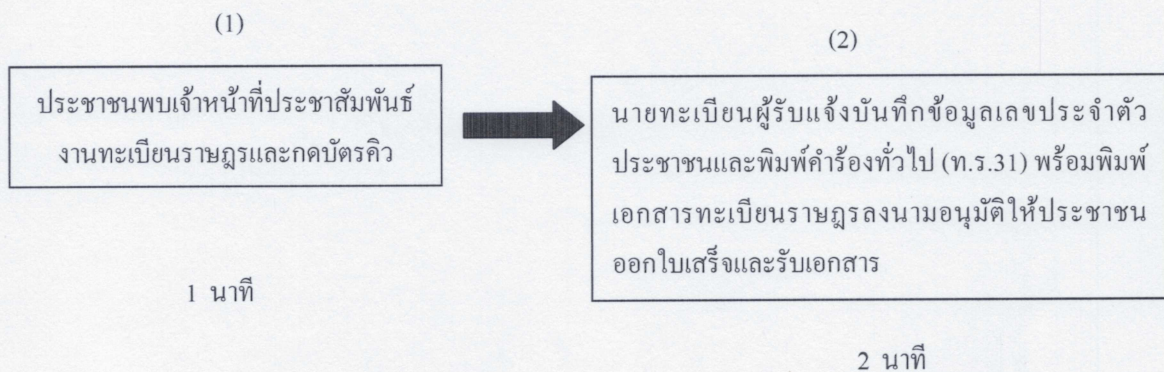 (1)
ประชาชนพบเจ้าหน้าที่ประชาสัมพันธ์
งานทะเบียนราษฎรและกดบัตรคิว
1 นาที
(2)
นายทะเบียนผู้รับแจ้งบันทึกข้อมูลเลขประจำตัว
ประชาชนและพิมพ์คำร้องทั่วไป (ท.ร.31) พร้อมพิมพ์
เอกสารทะเบียนราษฎรลงนามอนุมัติให้ประชาชน
ออกใบเสร็จและรับเอกสาร
2 นาที